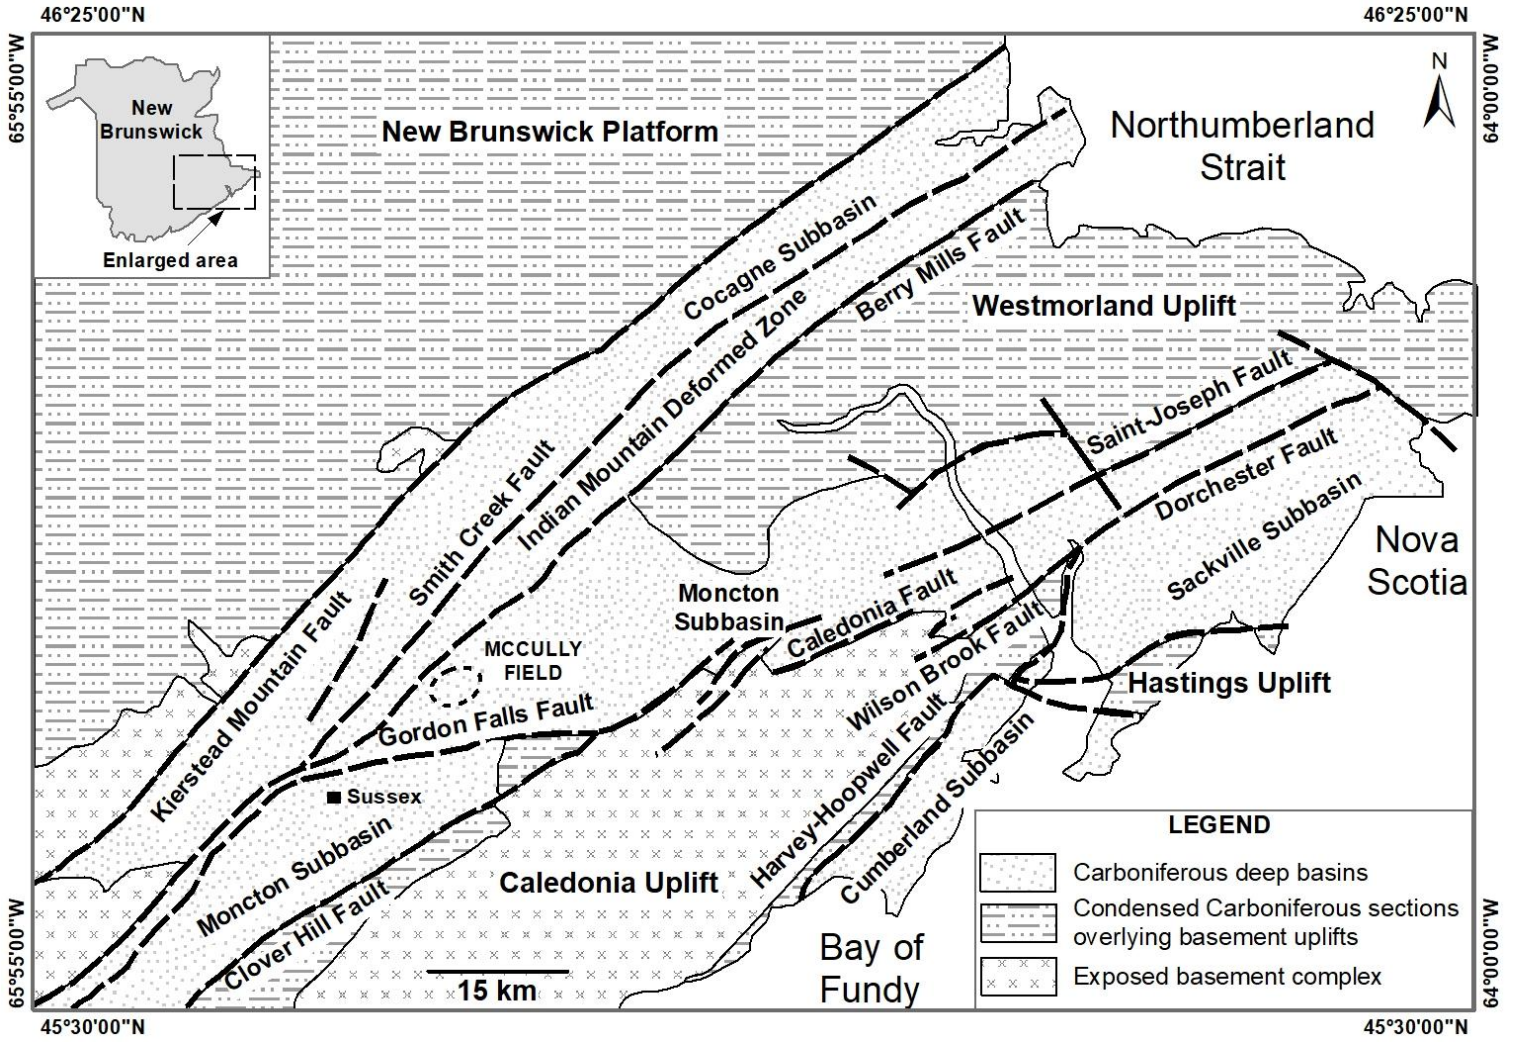 46°25'00"N
46°25'00"N
65°55'00"W
64°00'00"W
New
Brunswick
Enlarged area
New Brunswick Platform
N
Northumberland
Strait
Cocagne Subbasin
Berry Mills Fault
Westmorland Uplift
Indian Mountain Deformed Zone
Smith Creek Fault
Saint-Joseph Fault
Dorchester Fault
Sackville Subbasin
Nova
Scotia
Kierstead Mountain Fault
Moncton
Subbasin
Caledonia Fault
MCCULLY
FIELD
Wilson Brook Fault
Hastings Uplift
Gordon Falls Fault
Harvey-Hoopwell Fault
Cumberland Subbasin
Sussex
Moncton Subbasin
Clover Hill Fault
Caledonia Uplift
Bay of
Fundy
15 km
LEGEND
Carboniferous deep basins
Condensed Carboniferous sections
overlying basement uplifts
Exposed basement complex
65°55'00"W
64°00'00"W
45°30'00"N
45°30'00"N